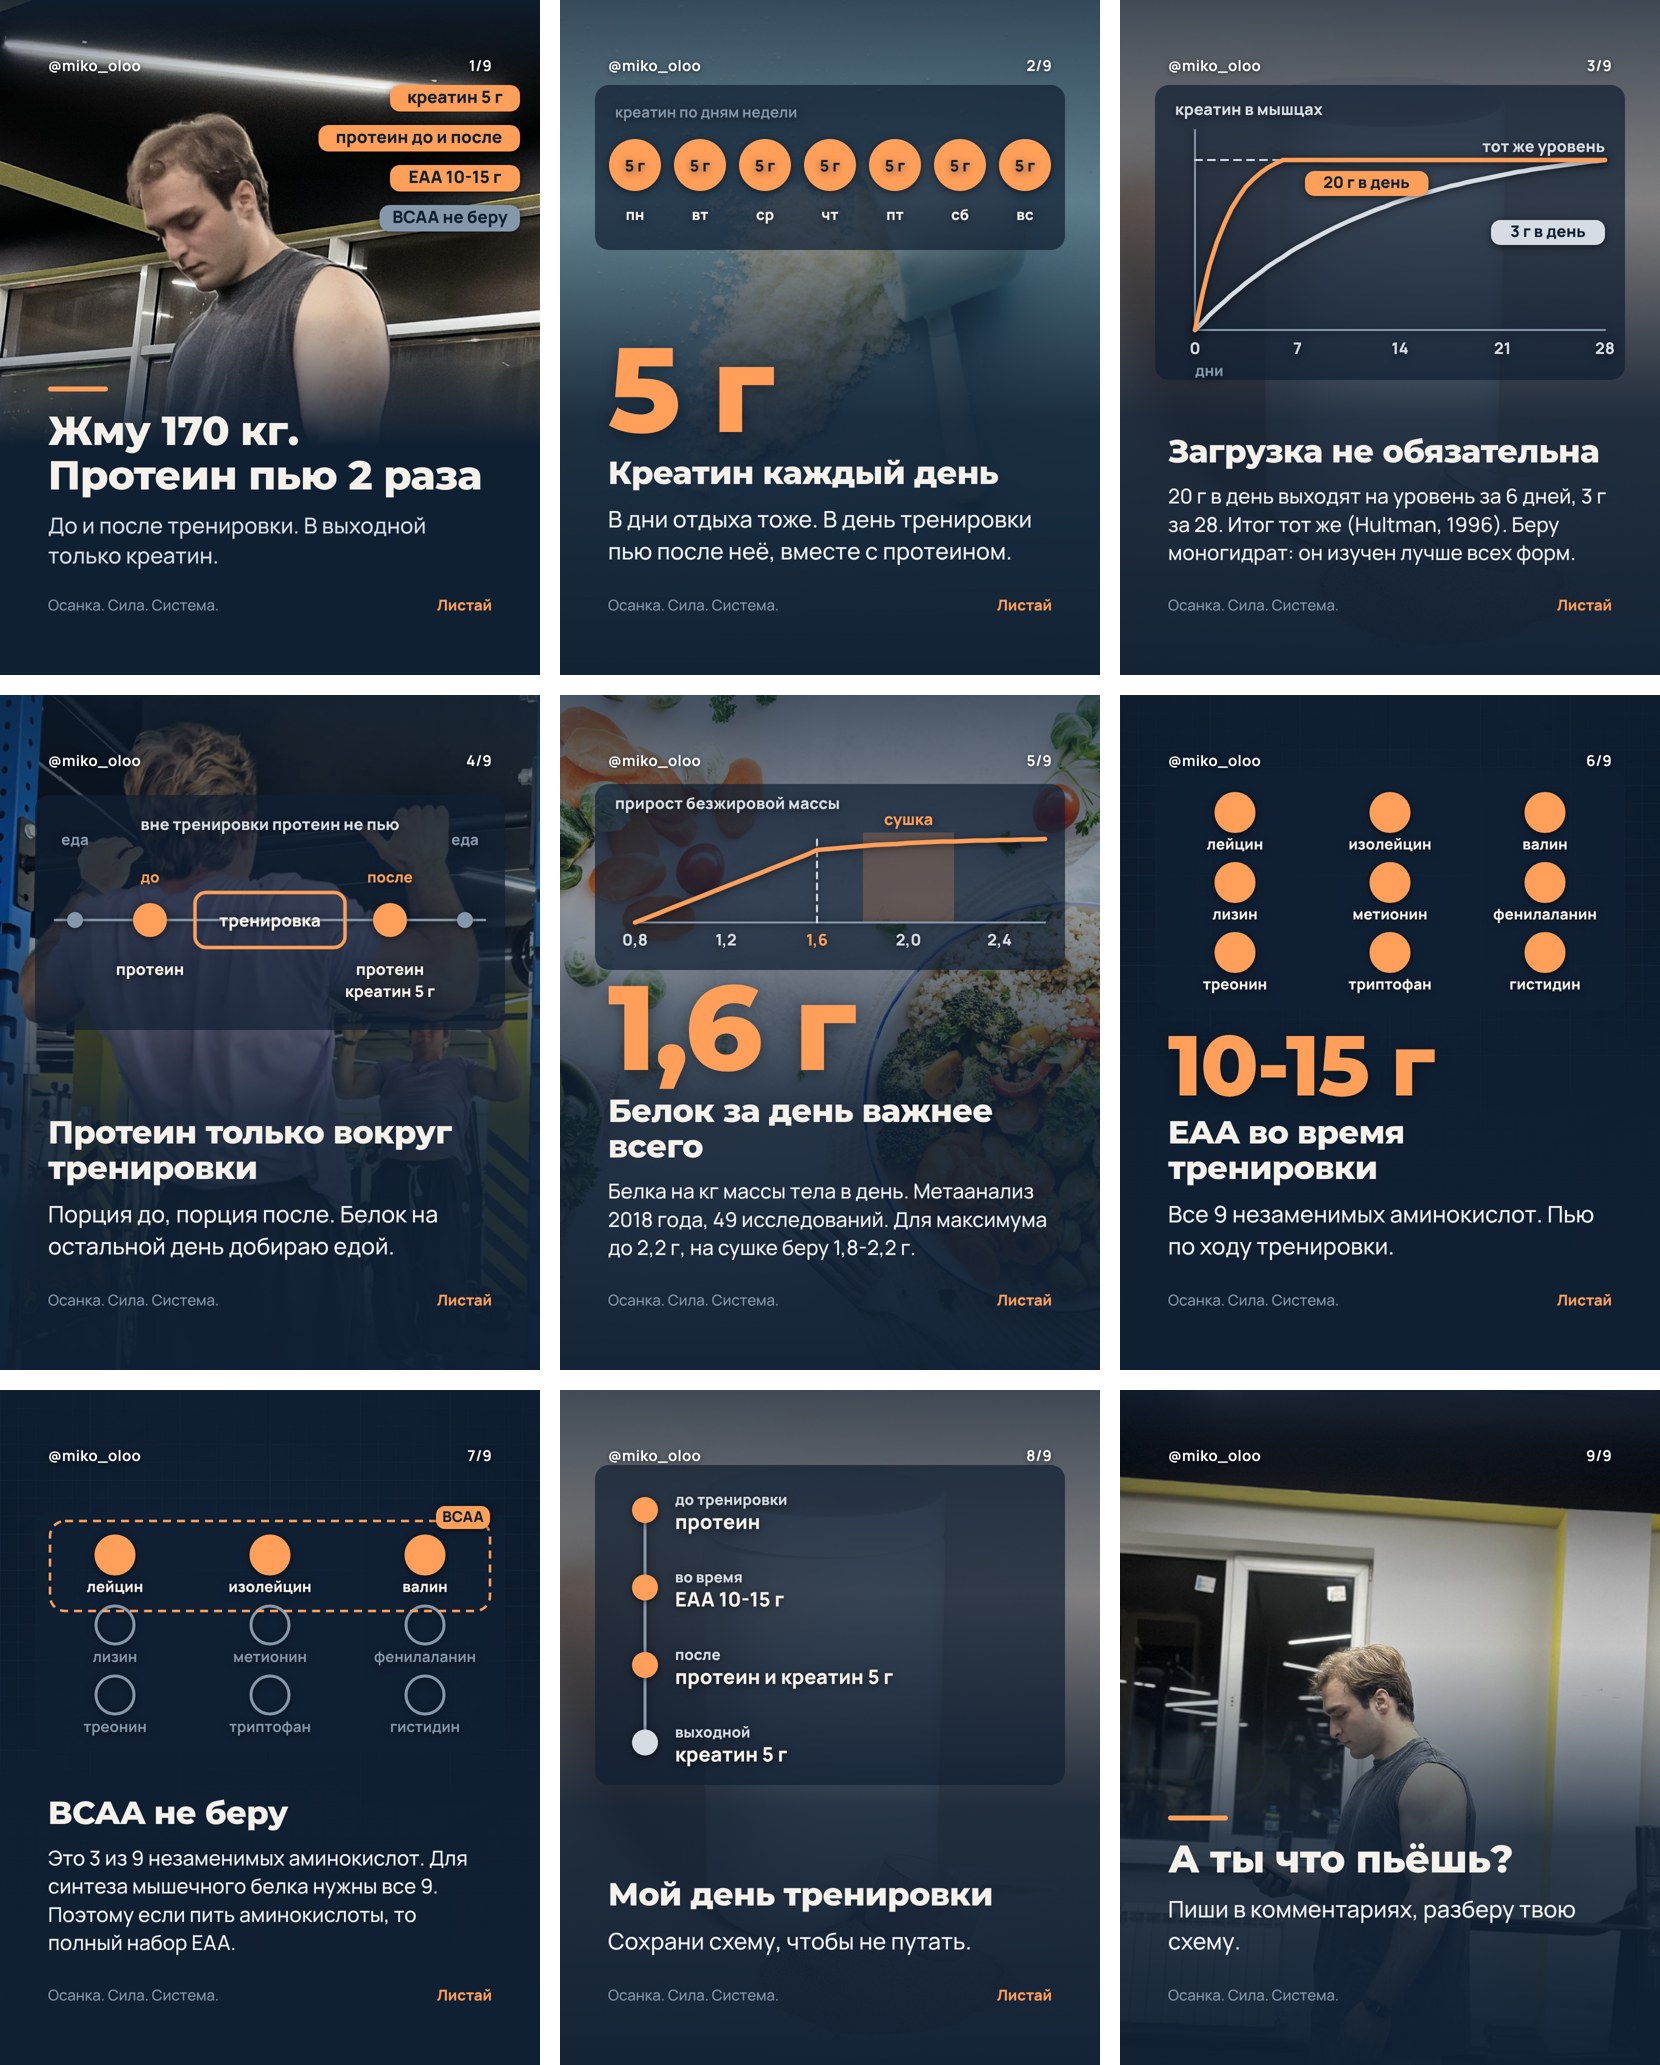 @miko_oloo
1/9
креатин 5 г
протеин до и после
EAA 10-15 г
BCAA не беру
Жму 170 кг.
Протеин пью 2 раза
До и после тренировки. В выходной
только креатин.
Осанка. Сила. Система.
Листай
@miko_oloo
2/9
креатин по дням недели
5 г 5 г 5 г 5 г 5 г 5 г 5 г
пн вт ср чт пт сб вс
5 г
Креатин каждый день
В дни отдыха тоже. В день тренировки
пью после неё, вместе с протеином.
Осанка. Сила. Система.
Листай
@miko_oloo
3/9
креатин в мышцах
тот же уровень
20 г в день
3 г в день
0 7 14 21 28
дни
Загрузка не обязательна
20 г в день выходят на уровень за 6 дней, 3 г
за 28. Итог тот же (Hultman, 1996). Беру
моногидрат: он изучен лучше всех форм.
Осанка. Сила. Система.
Листай
@miko_oloo
4/9
вне тренировки протеин не пью
еда
еда
до
после
тренировка
протеин
протеин
креатин 5 г
Протеин только вокруг
тренировки
Порция до, порция после. Белок на
остальной день добираю едой.
Осанка. Сила. Система.
Листай
@miko_oloo
5/9
прирост безжировой массы
сушка
0,8 1,2 1,6 2,0 2,4
1,6 г
Белок за день важнее
всего
Белка на кг массы тела в день. Метаанализ
2018 года, 49 исследований. Для максимума
до 2,2 г, на сушке беру 1,8-2,2 г.
Осанка. Сила. Система.
Листай
@miko_oloo
6/9
лейцин изолейцин валин
лизин метионин фенилаланин
треонин триптофан гистидин
10-15 г
EAA во время
тренировки
Все 9 незаменимых аминокислот. Пью
по ходу тренировки.
Осанка. Сила. Система.
Листай
@miko_oloo
7/9
BCAA
лейцин изолейцин валин
лизин метионин фенилаланин
треонин триптофан гистидин
BCAA не беру
Это 3 из 9 незаменимых аминокислот. Для
синтеза мышечного белка нужны все 9.
Поэтому если пить аминокислоты, то
полный набор EAA.
Осанка. Сила. Система.
Листай
@miko_oloo
8/9
до тренировки
протеин
во время
EAA 10-15 г
после
протеин и креатин 5 г
выходной
креатин 5 г
Мой день тренировки
Сохрани схему, чтобы не путать.
Осанка. Сила. Система.
Листай
@miko_oloo
9/9
А ты что пьёшь?
Пиши в комментариях, разберу твою
схему.
Осанка. Сила. Система.